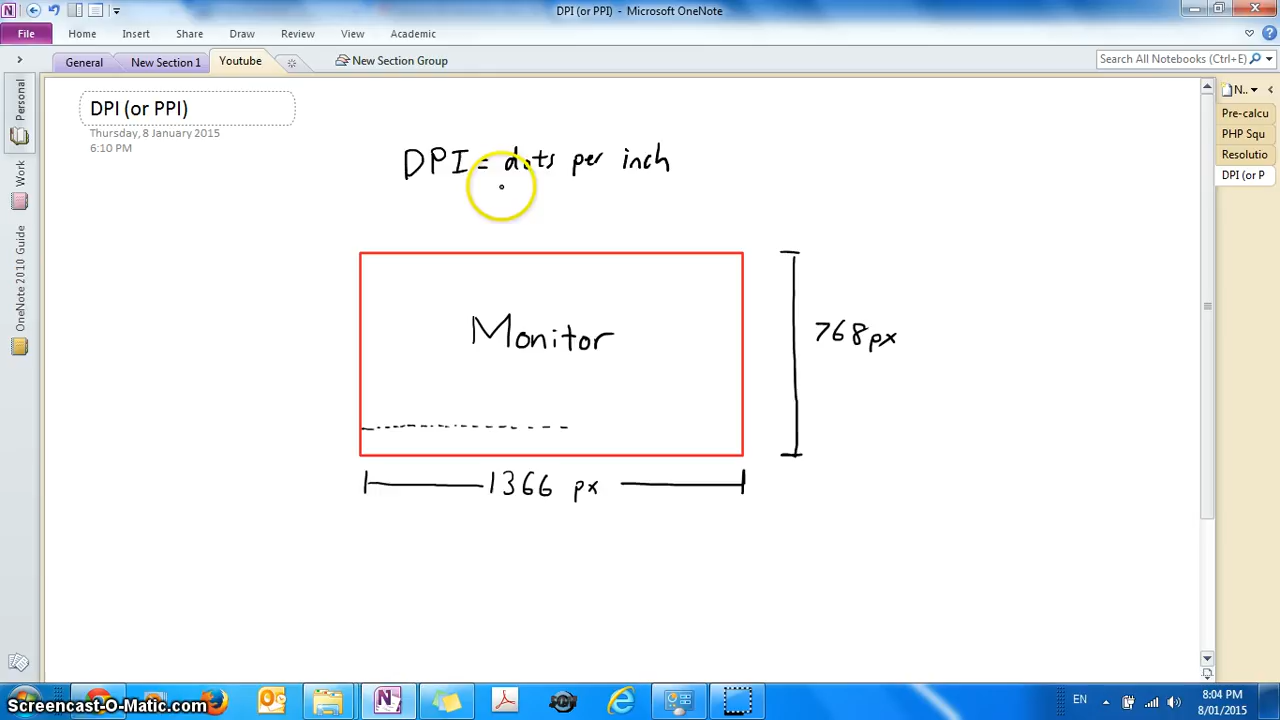 DPI (or PPI) - Microsoft OneNote
File Home Insert Share Draw Review View Academic
General New Section 1 Youtube New Section Group Search All Notebooks (Ctrl+E) N..
Personal
Work
OneNote 2010 Guide
DPI (or PPI)
Thursday, 8 January 2015
6:10 PM
Pre-calcu
PHP Squ
Resolutio
DPI (or P
DPI = dots per inch
Monitor
768px
1366 px
Screencast-O-Matic.com
EN
8:04 PM
8/01/2015